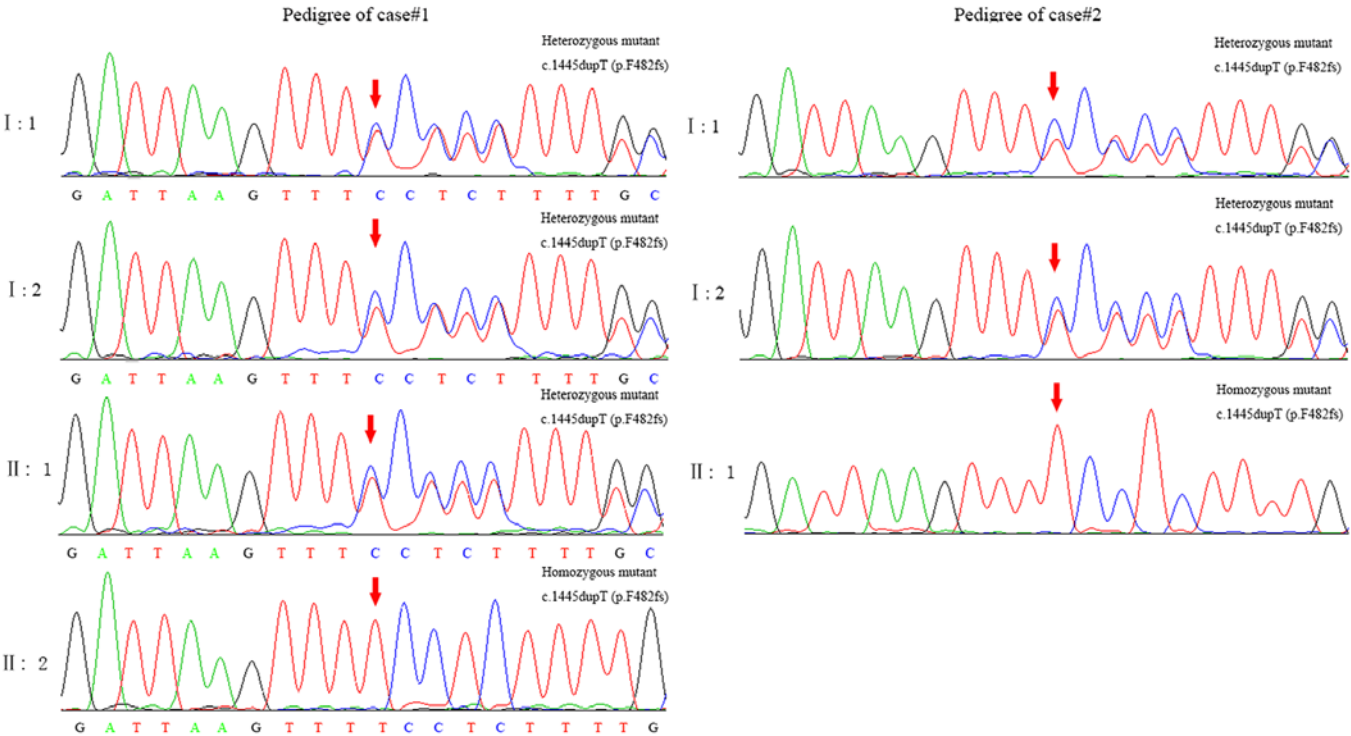 Pedigree of case#1
Heterozygous mutant
c.1445dupT (p.F482fs)
I : 1
G A T T A A G T T T C C T C T T T T G C
Heterozygous mutant
c.1445dupT (p.F482fs)
I : 2
G A T T A A G T T T C C T C T T T T G C
Heterozygous mutant
c.1445dupT (p.F482fs)
II : 1
G A T T A A G T T T C C T C T T T T G C
Homozygous mutant
c.1445dupT (p.F482fs)
II : 2
G A T T A A G T T T T C C T C T T T T G
Pedigree of case#2
Heterozygous mutant
c.1445dupT (p.F482fs)
I : 1
Heterozygous mutant
c.1445dupT (p.F482fs)
I : 2
Homozygous mutant
c.1445dupT (p.F482fs)
II : 1